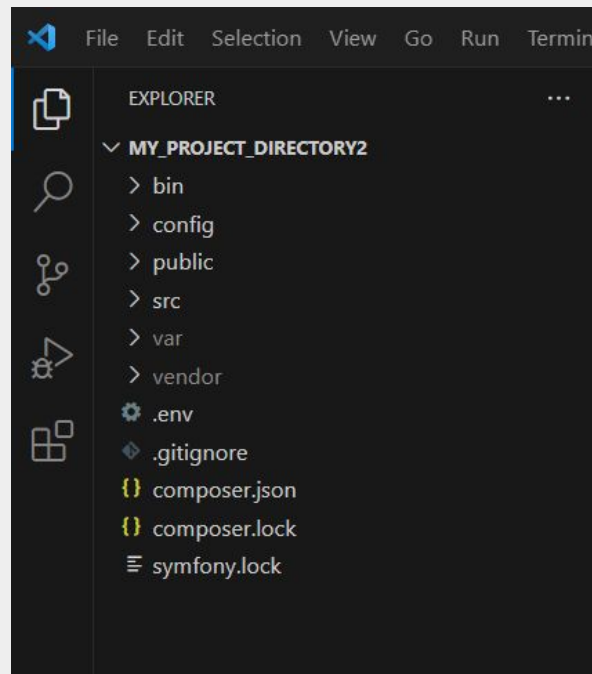 File Edit Selection View Go Run Termin
EXPLORER
MY_PROJECT_DIRECTORY2
bin
config
public
src
var
vendor
.env
.gitignore
{} composer.json
{} composer.lock
symfony.lock